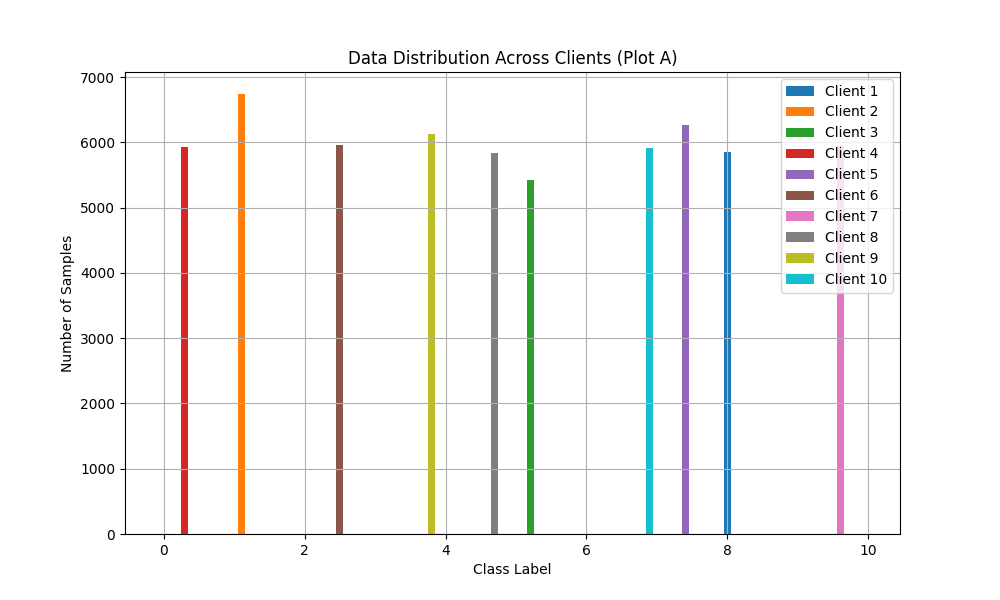 Data Distribution Across Clients (Plot A)
7000
6000
5000
4000
3000
2000
1000
0
Number of Samples
Client 1
Client 2
Client 3
Client 4
Client 5
Client 6
Client 7
Client 8
Client 9
Client 10
0 2 4 6 8 10
Class Label